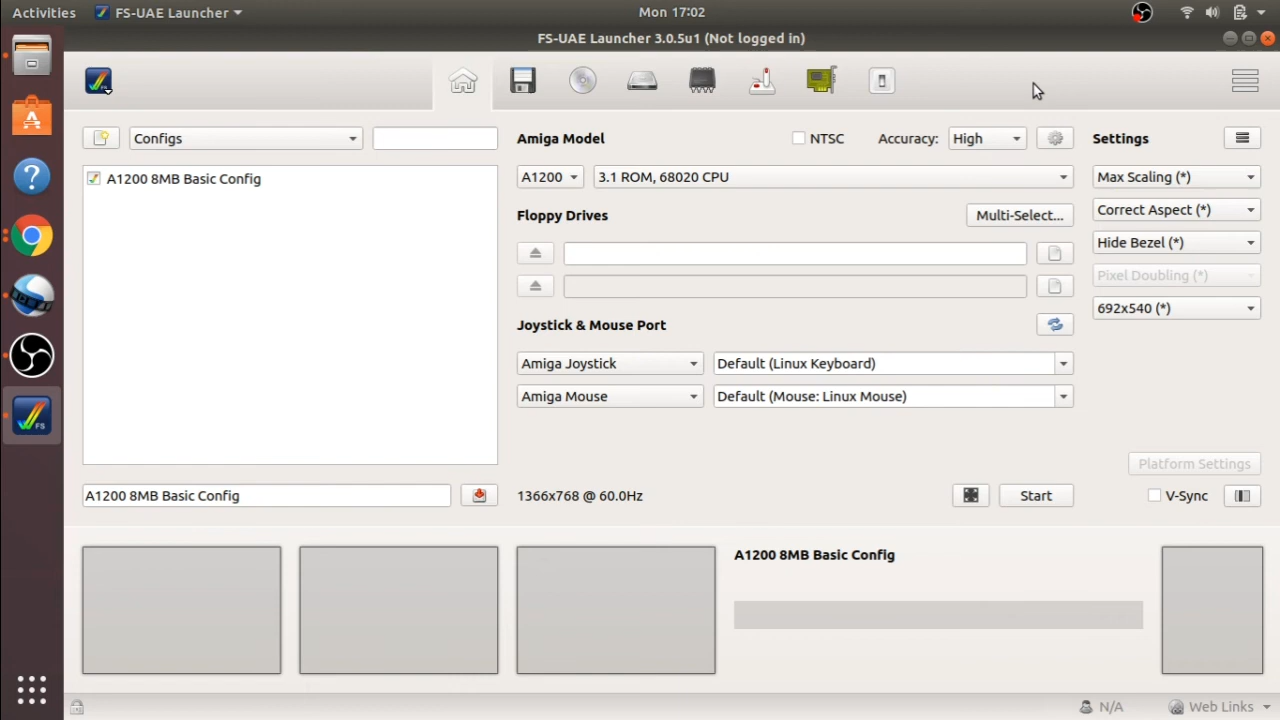 Activities FS-UAE Launcher Mon 17:02
FS-UAE Launcher 3.0.5u1 (Not logged in)
Configs
A1200 8MB Basic Config
A1200 8MB Basic Config
Amiga Model NTSC Accuracy: High
A1200 3.1 ROM, 68020 CPU
Floppy Drives Multi-Select...
Joystick & Mouse Port
Amiga Joystick Default (Linux Keyboard)
Amiga Mouse Default (Mouse: Linux Mouse)
1366x768 @ 60.0Hz Start
Settings
Max Scaling (*)
Correct Aspect (*)
Hide Bezel (*)
Pixel Doubling (*)
692x540 (*)
Platform Settings
V-Sync
A1200 8MB Basic Config
N/A Web Links
FS